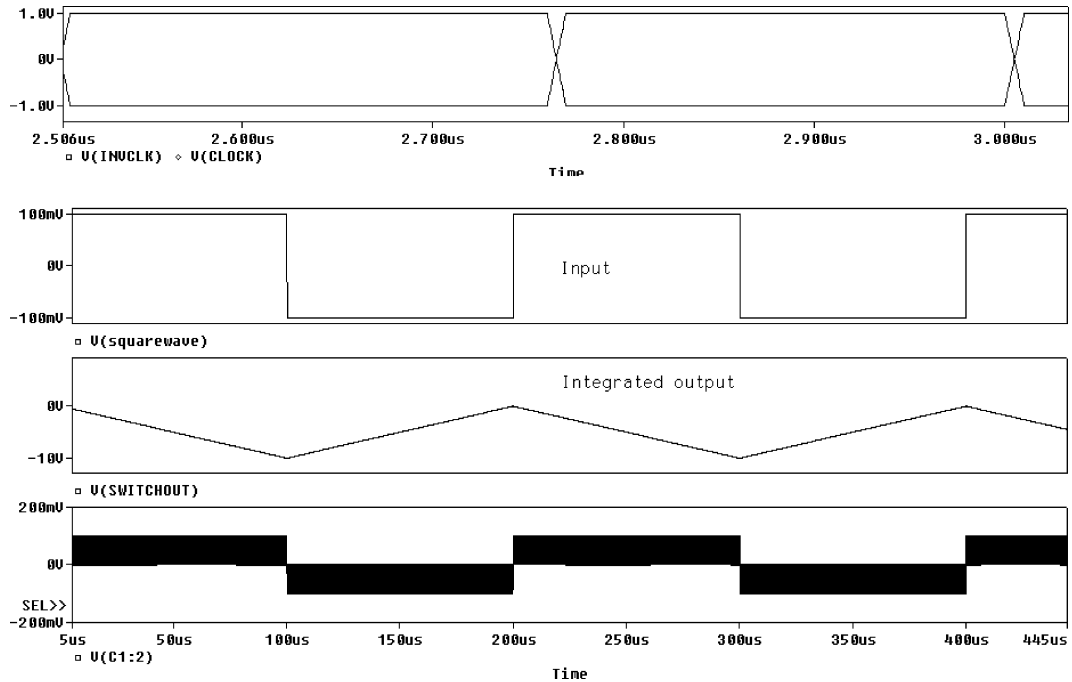 1.0V
0V
-1.0V
2.506us 2.600us 2.700us 2.800us 2.900us 3.000us
V(INVCLK) V(CLOCK)
Time
100mV
0V
-100mV
Input
V(squarewave)
Integrated output
0V
-10V
V(SWITCHOUT)
200mV
0V
SEL>>
-200mV
5us 50us 100us 150us 200us 250us 300us 350us 400us 445us
V(C1:2)
Time